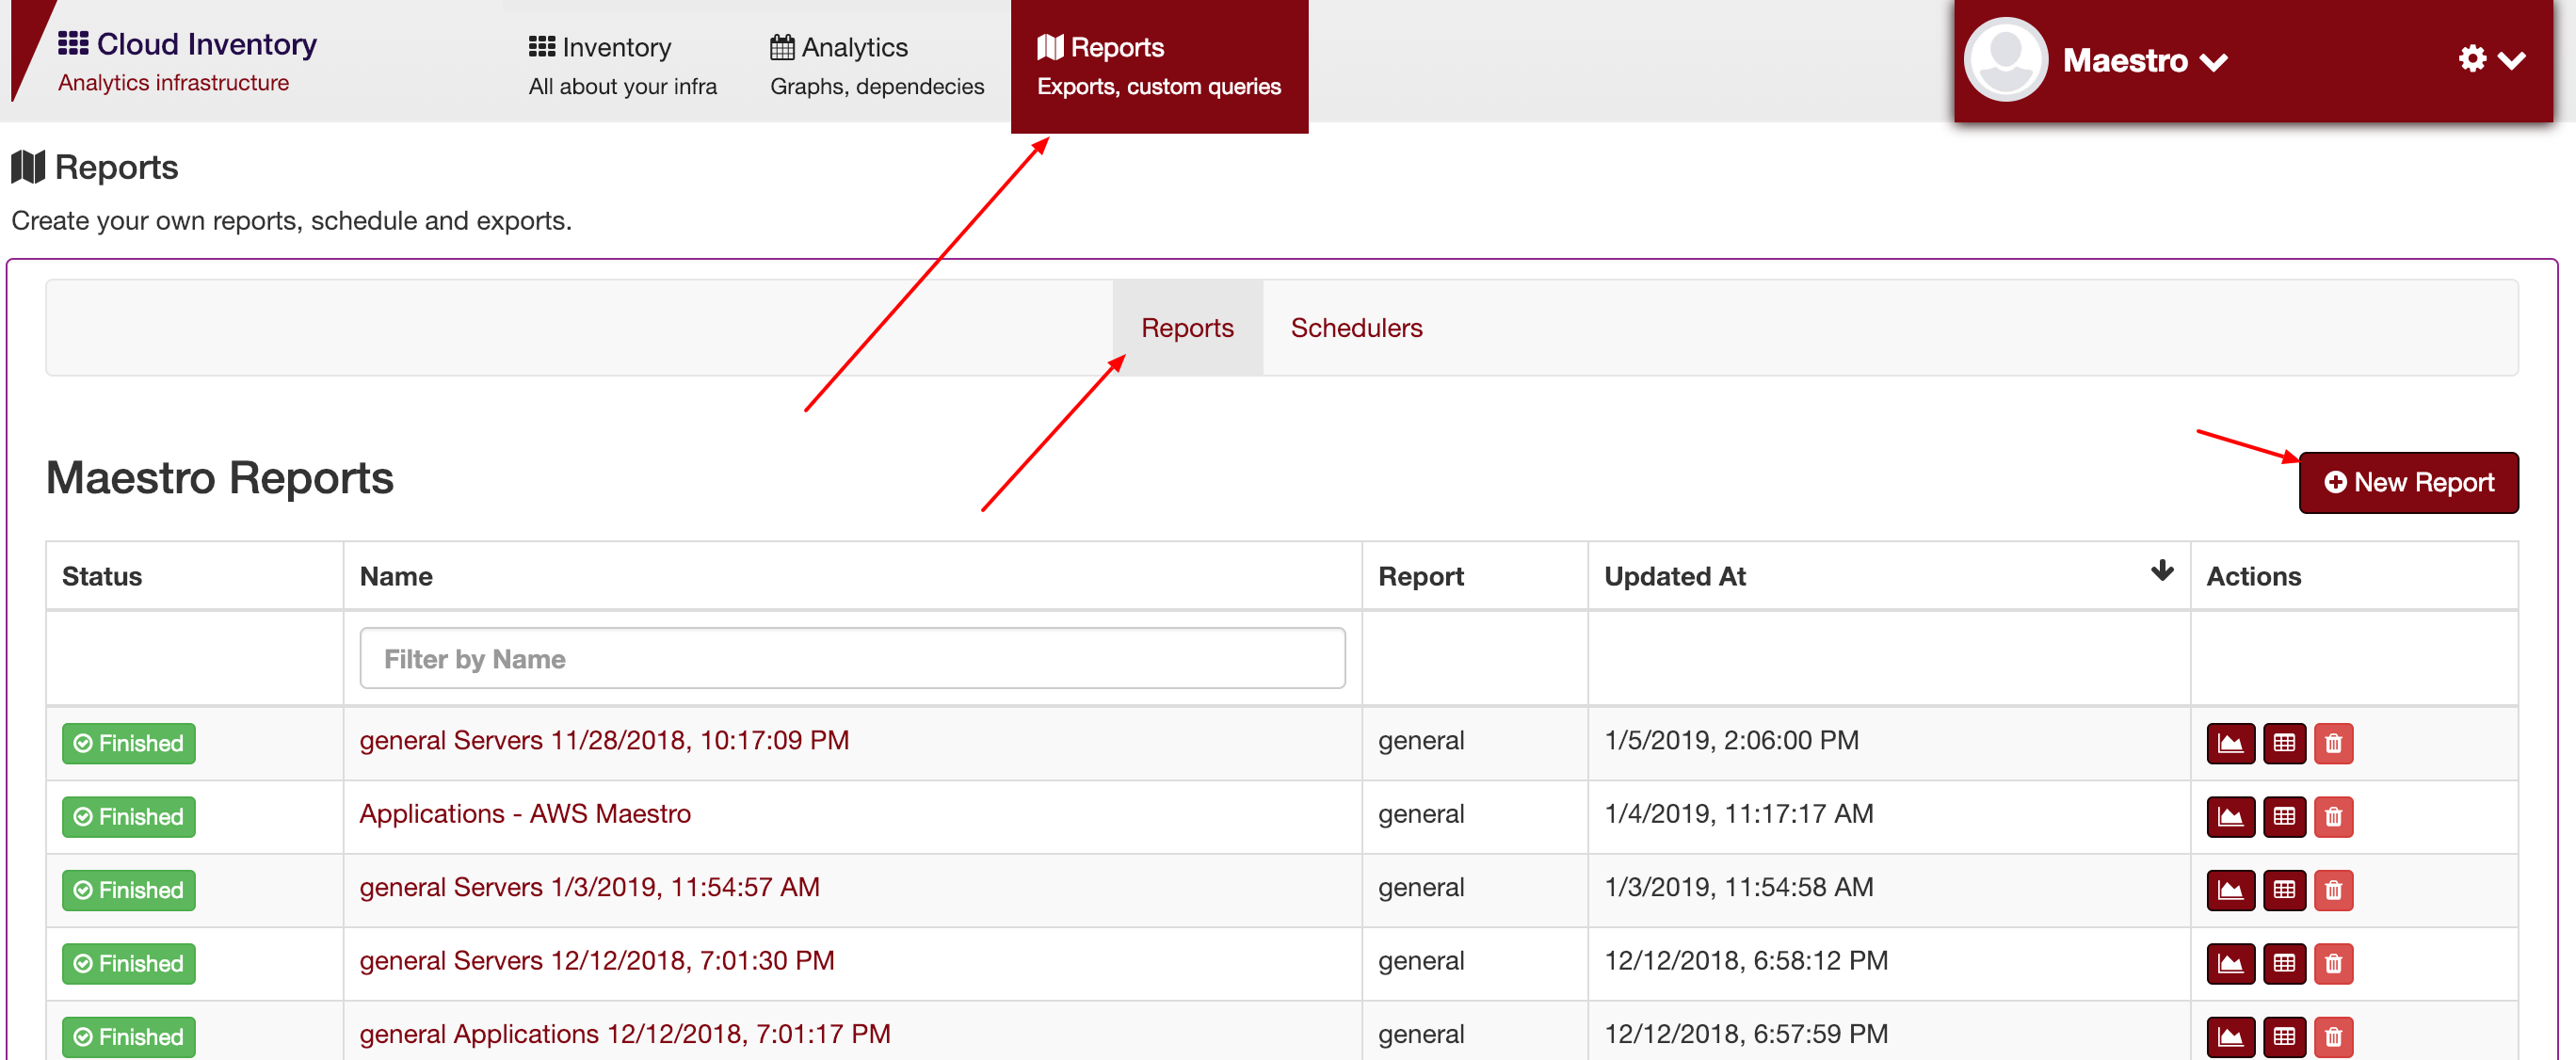 Cloud Inventory
Analytics infrastructure
Inventory
All about your infra
Analytics
Graphs, dependecies
Reports
Exports, custom queries
Maestro
Reports
Create your own reports, schedule and exports.
Reports Schedulers
Maestro Reports
New Report
Status Name Report Updated At Actions
Filter by Name
Finished general Servers 11/28/2018, 10:17:09 PM general 1/5/2019, 2:06:00 PM
Finished Applications - AWS Maestro general 1/4/2019, 11:17:17 AM
Finished general Servers 1/3/2019, 11:54:57 AM general 1/3/2019, 11:54:58 AM
Finished general Servers 12/12/2018, 7:01:30 PM general 12/12/2018, 6:58:12 PM
Finished general Applications 12/12/2018, 7:01:17 PM general 12/12/2018, 6:57:59 PM